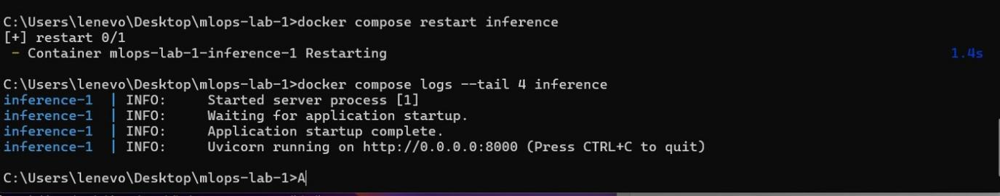 C:\Users\lenevo\Desktop\mlops-lab-1>docker compose restart inference
[+] restart 0/1
 - Container mlops-lab-1-inference-1 Restarting 1.4s
C:\Users\lenevo\Desktop\mlops-lab-1>docker compose logs --tail 4 inference
inference-1  | INFO:     Started server process [1]
inference-1  | INFO:     Waiting for application startup.
inference-1  | INFO:     Application startup complete.
inference-1  | INFO:     Uvicorn running on http://0.0.0.0:8000 (Press CTRL+C to quit)
C:\Users\lenevo\Desktop\mlops-lab-1>A